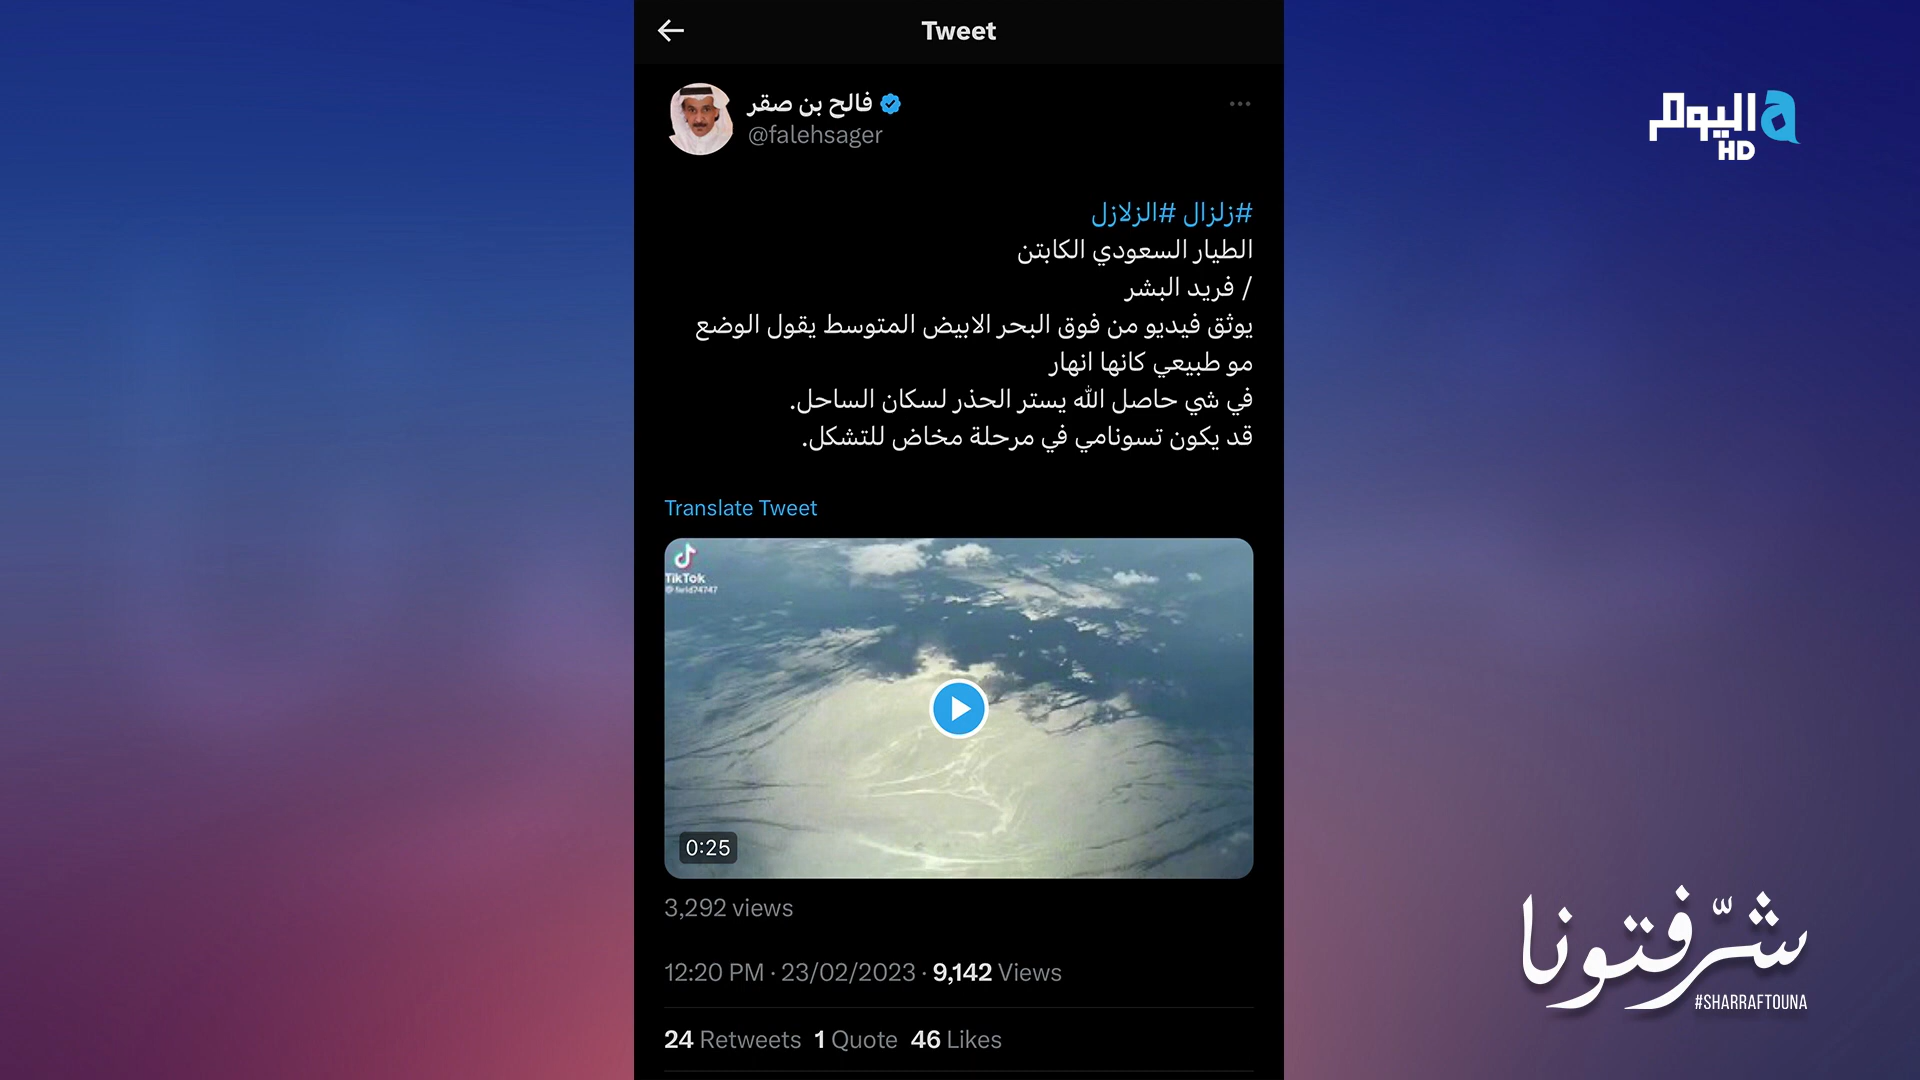 Tweet
فالح بن صقر
@falehsager
#زلزال #الزلازل
الطيار السعودي الكابتن
/ فريد البشر
يوثق فيديو من فوق البحر الابيض المتوسط يقول الوضع
مو طبيعي كانها انهار
في شي حاصل الله يستر الحذر لسكان الساحل.
قد يكون تسونامي في مرحلة مخاض للتشكل.
Translate Tweet
TikTok
@farid74747
0:25
3,292 views
12:20 PM · 23/02/2023 · 9,142 Views
24 Retweets 1 Quote 46 Likes
اليوم a
HD
شرّفتونا
#SHARRAFTOUNA